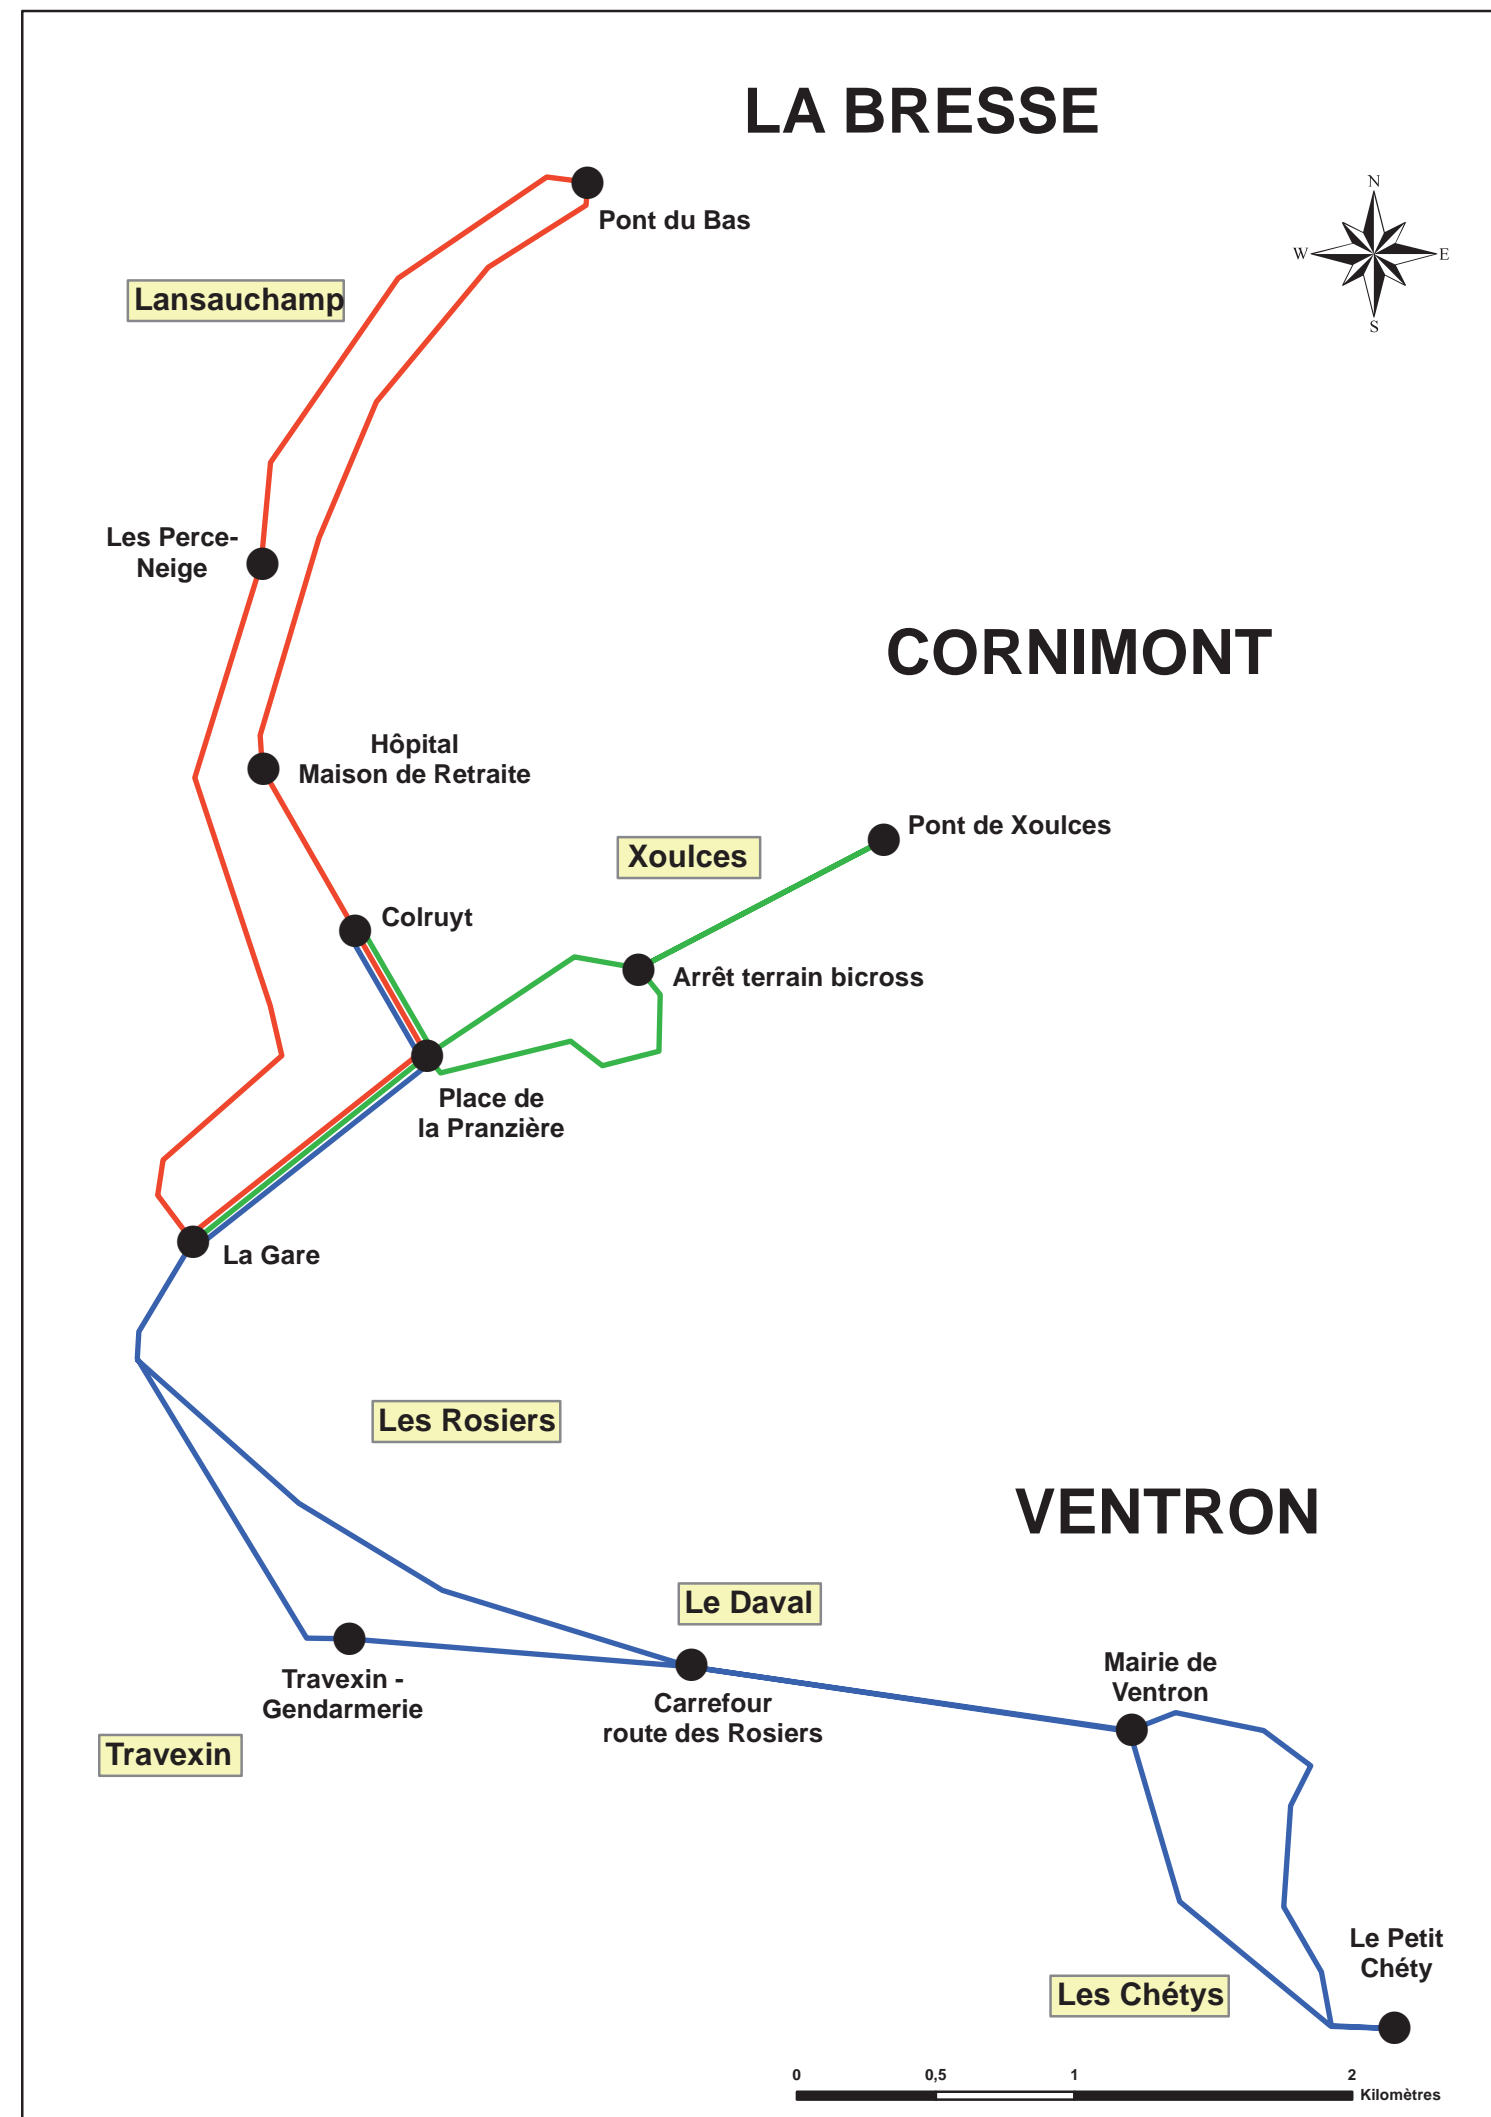 LA BRESSE
N
W
E
S
Pont du Bas
Lansauchamp
Les Perce-
Neige
CORNIMONT
Hôpital
Maison de Retraite
Pont de Xoulces
Xoulces
Colruyt
Arrêt terrain bicross
Place de
la Pranzière
La Gare
Les Rosiers
VENTRON
Le Daval
Mairie de
Ventron
Travexin -
Gendarmerie
Carrefour
route des Rosiers
Travexin
Le Petit
Chéty
Les Chétys
0 0,5 1 2
Kilomètres